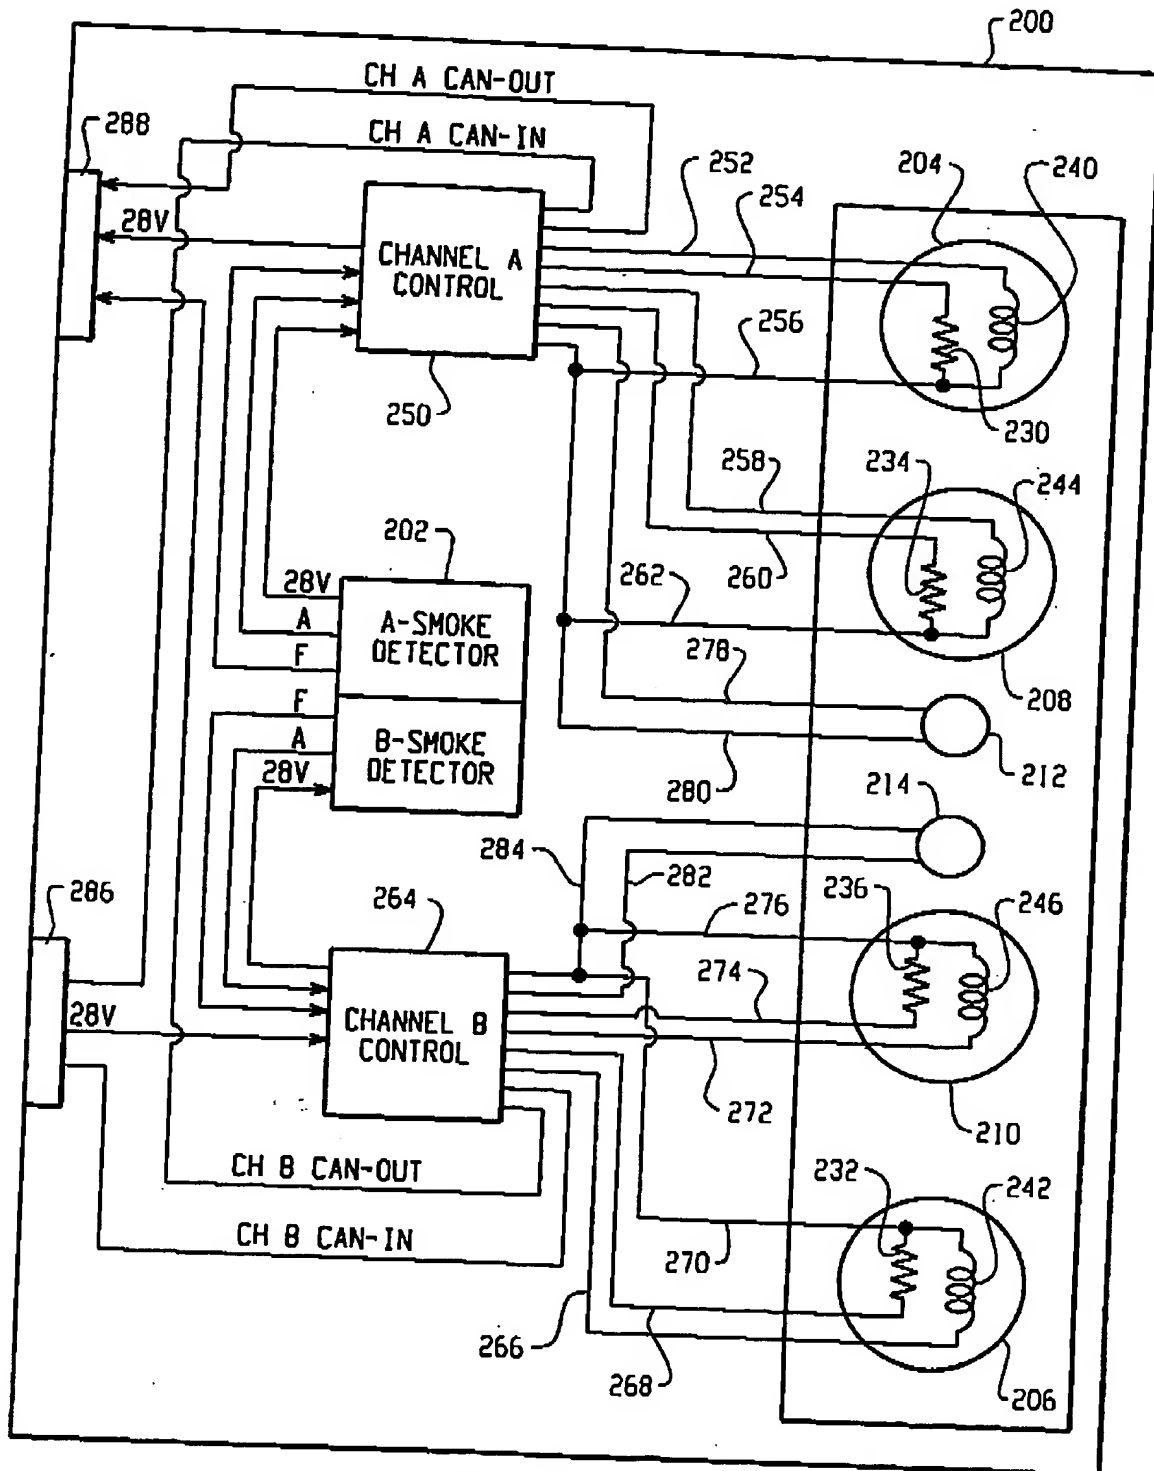 200
CH A CAN-OUT
288
CH A CAN-IN
252
204
240
254
28V
CHANNEL A
CONTROL
256
250
230
258
234
244
202
262
260
28V
A
F
A-SMOKE
DETECTOR
278
208
F
A
28V
B-SMOKE
DETECTOR
280
212
214
284
282
286
264
276
236
246
274
28V
CHANNEL B
CONTROL
272
210
CH B CAN-OUT
232
242
CH B CAN-IN
270
266
268
206